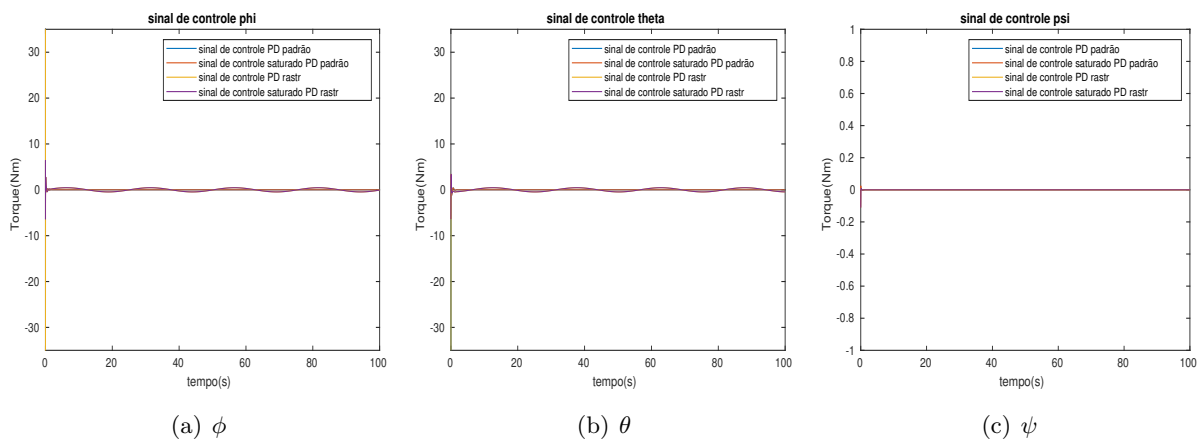 sinal de controle phi
sinal de controle PD padrão
sinal de controle saturado PD padrão
sinal de controle PD rastr
sinal de controle saturado PD rastr
30
20
10
0
-10
-20
-30
Torque(Nm)
0 20 40 60 80 100
tempo(s)
(a) ϕ
sinal de controle theta
sinal de controle PD padrão
sinal de controle saturado PD padrão
sinal de controle PD rastr
sinal de controle saturado PD rastr
30
20
10
0
-10
-20
-30
Torque(Nm)
0 20 40 60 80 100
tempo(s)
(b) θ
sinal de controle psi
sinal de controle PD padrão
sinal de controle saturado PD padrão
sinal de controle PD rastr
sinal de controle saturado PD rastr
1
0.8
0.6
0.4
0.2
0
-0.2
-0.4
-0.6
-0.8
-1
Torque(Nm)
0 20 40 60 80 100
tempo(s)
(c) ψ